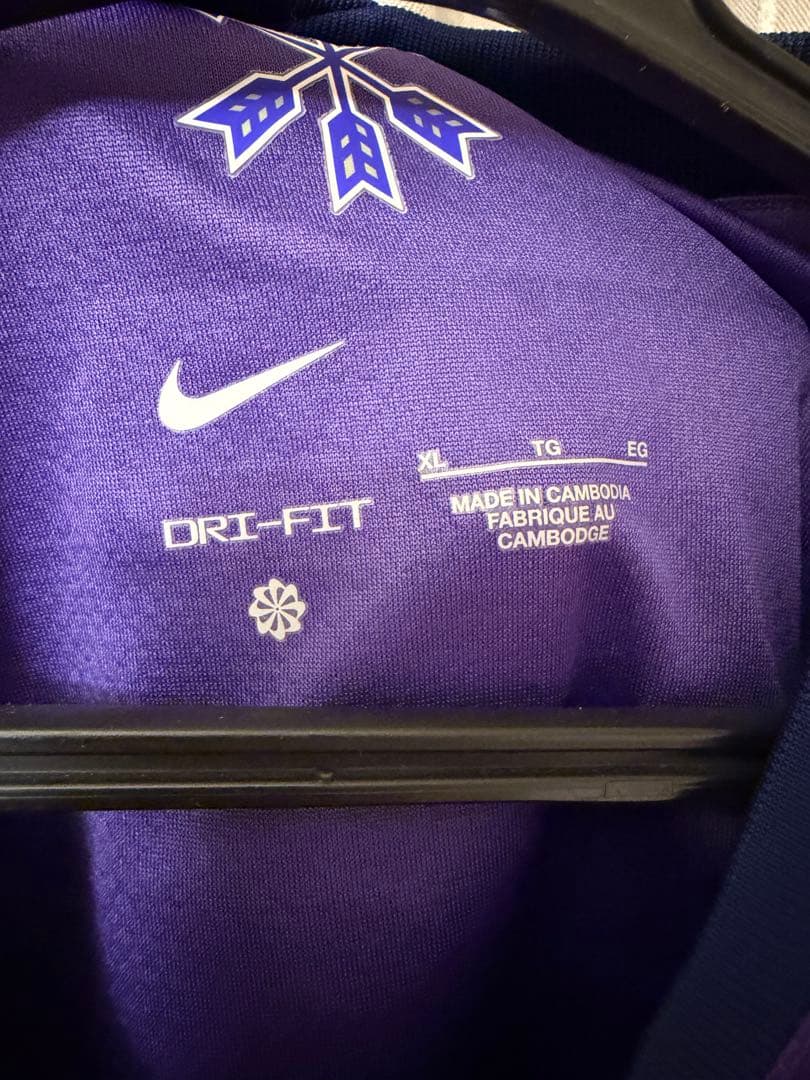 XL TG EG
MADE IN CAMBODIA
FABRIQUE AU
CAMBODGE
DRI-FIT